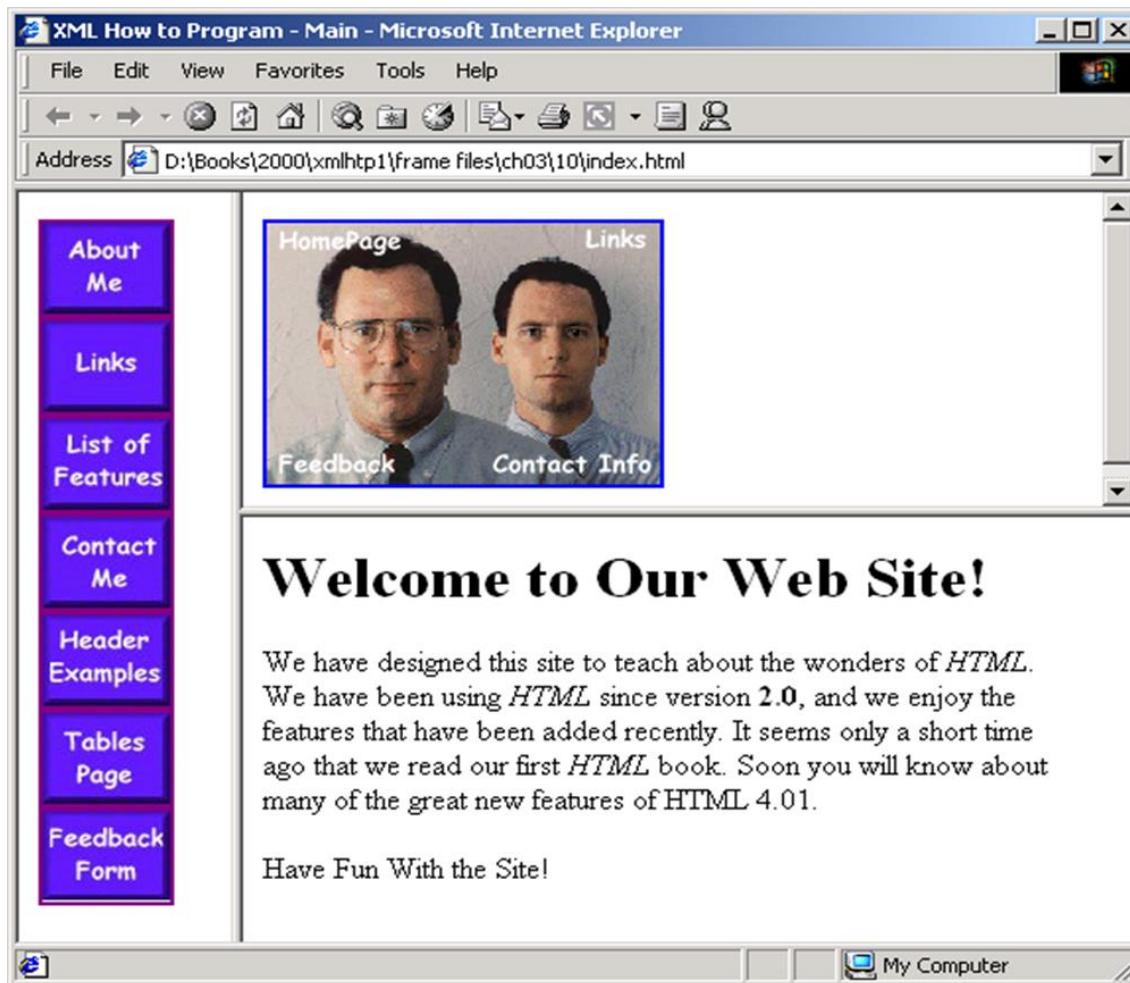 XML How to Program - Main - Microsoft Internet Explorer
File Edit View Favorites Tools Help
Address D:\Books\2000\xmlhtp1\frame files\ch03\10\index.html
About
Me
Links
List of
Features
Contact
Me
Header
Examples
Tables
Page
Feedback
Form
HomePage Links
Feedback Contact Info
Welcome to Our Web Site!
We have designed this site to teach about the wonders of HTML.
We have been using HTML since version 2.0, and we enjoy the
features that have been added recently. It seems only a short time
ago that we read our first HTML book. Soon you will know about
many of the great new features of HTML 4.01.
Have Fun With the Site!
My Computer